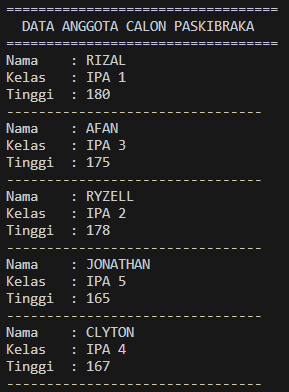 ==================================
DATA ANGGOTA CALON PASKIBRAKA
==================================
Nama    : RIZAL
Kelas   : IPA 1
Tinggi  : 180
--------------------------------
Nama    : AFAN
Kelas   : IPA 3
Tinggi  : 175
--------------------------------
Nama    : RYZELL
Kelas   : IPA 2
Tinggi  : 178
--------------------------------
Nama    : JONATHAN
Kelas   : IPA 5
Tinggi  : 165
--------------------------------
Nama    : CLYTON
Kelas   : IPA 4
Tinggi  : 167
--------------------------------